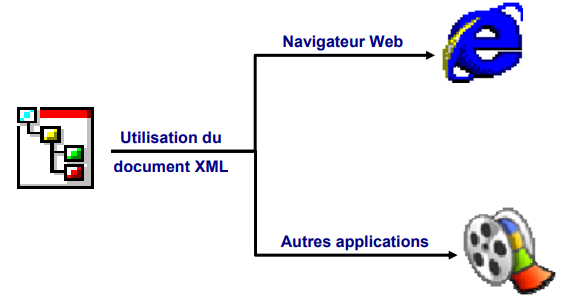 Navigateur Web
Utilisation du
document XML
Autres applications